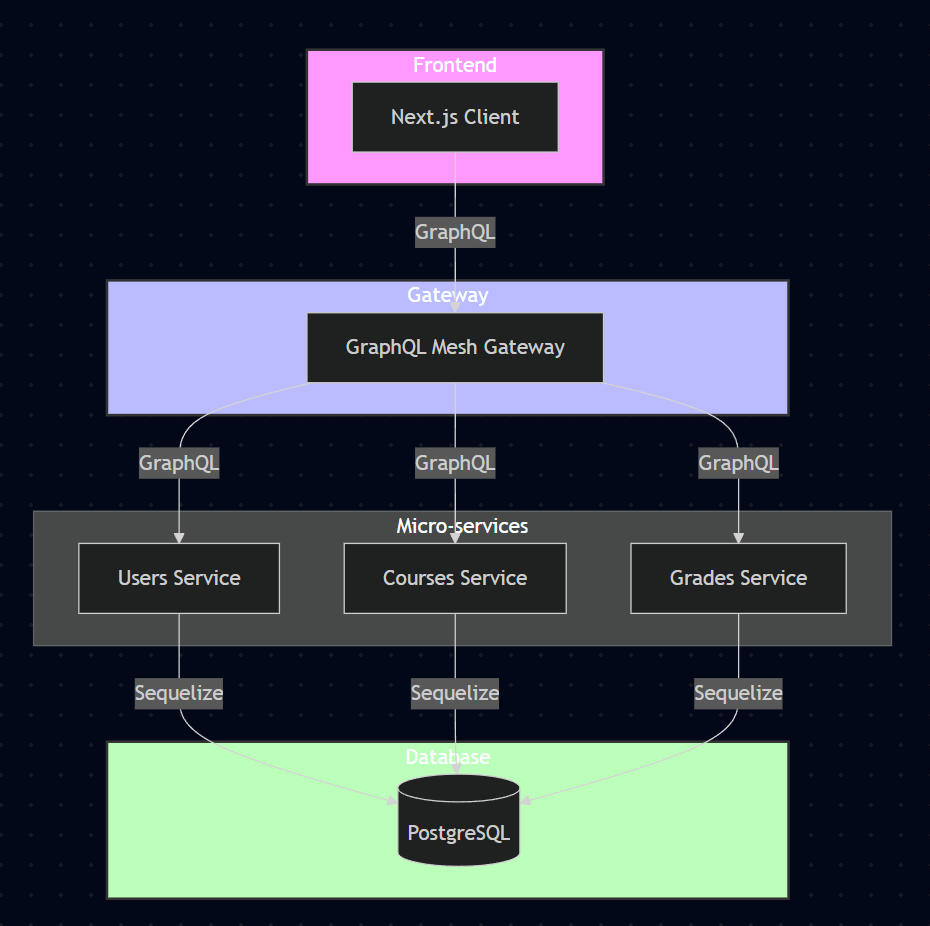 Frontend
Next.js Client
GraphQL
Gateway
GraphQL Mesh Gateway
GraphQL
GraphQL
GraphQL
Micro-services
Users Service
Courses Service
Grades Service
Sequelize
Sequelize
Sequelize
Database
PostgreSQL